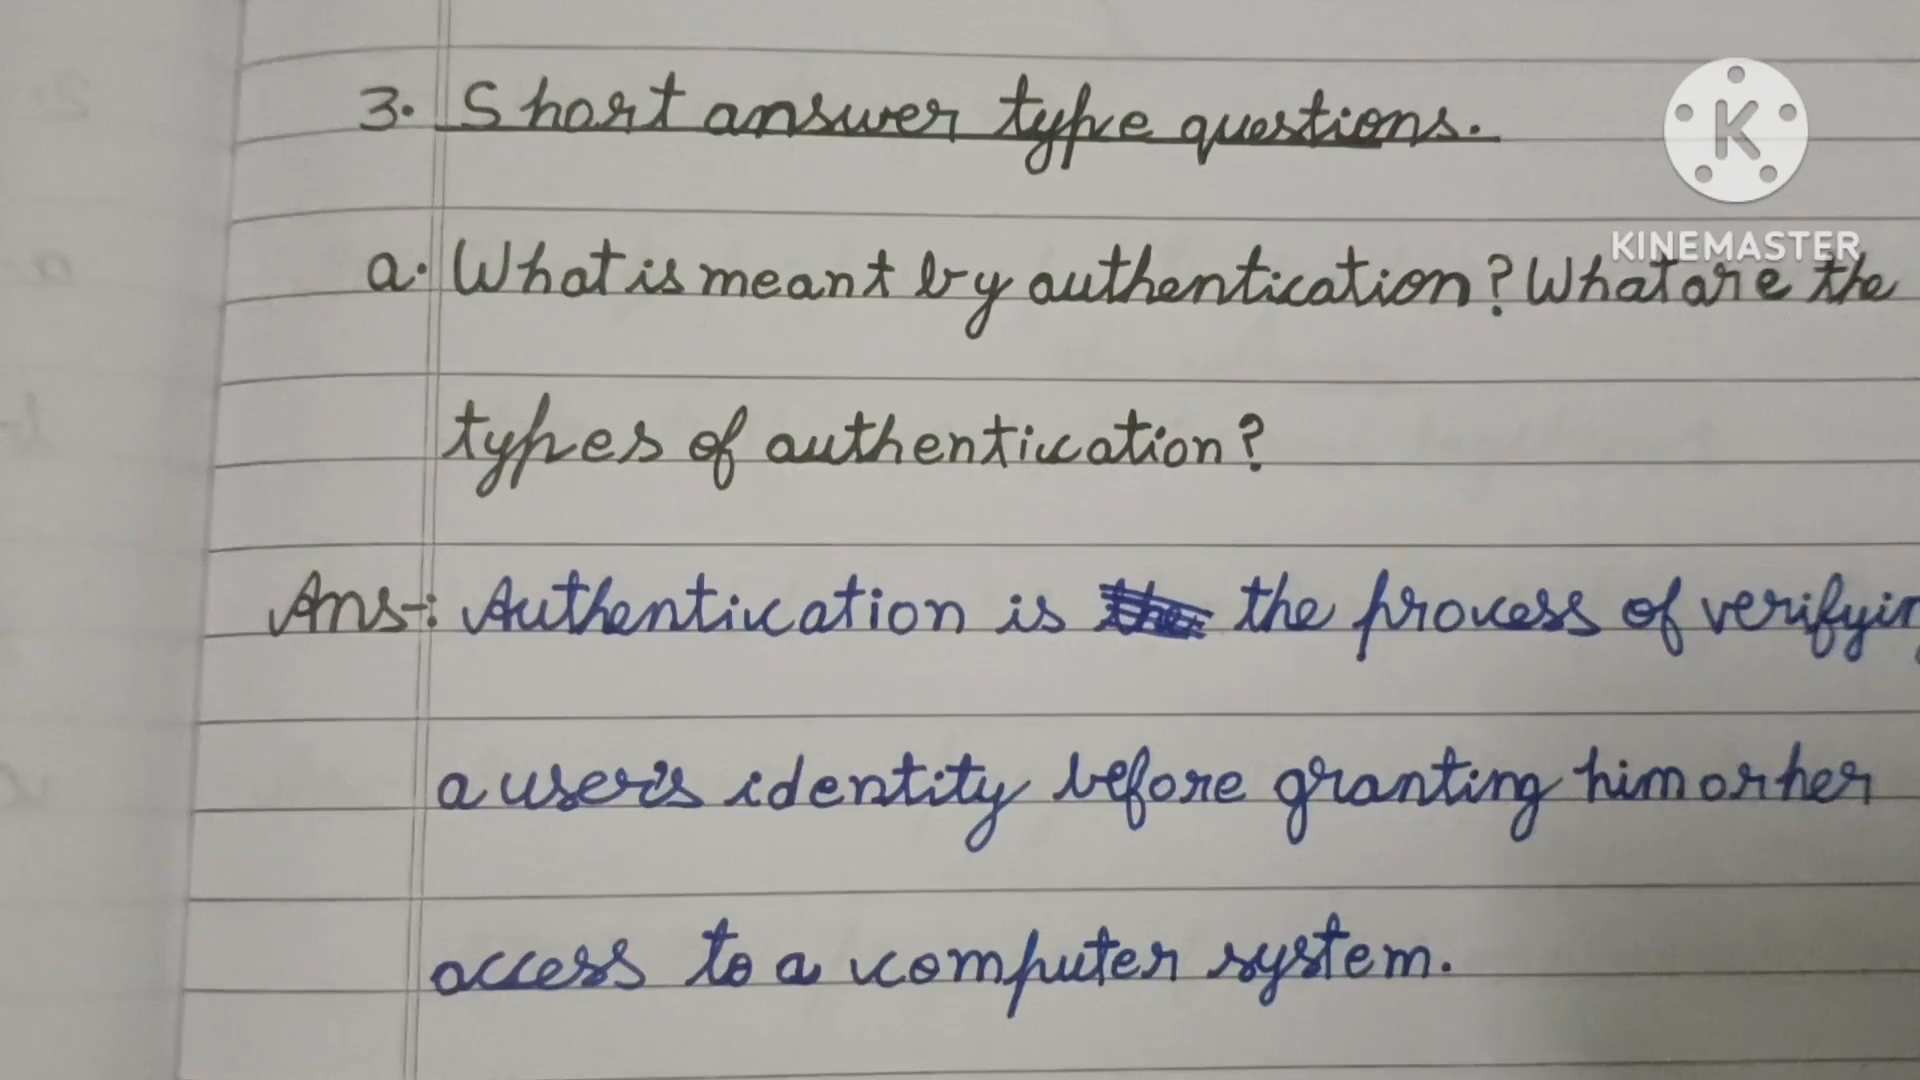 3. Short answer type questions.
KINEMASTER
a. What is meant by authentication? What are the
types of authentication?
Ans-: Authentication is the process of verifyin
a user's identity before granting him or her
access to a computer system.